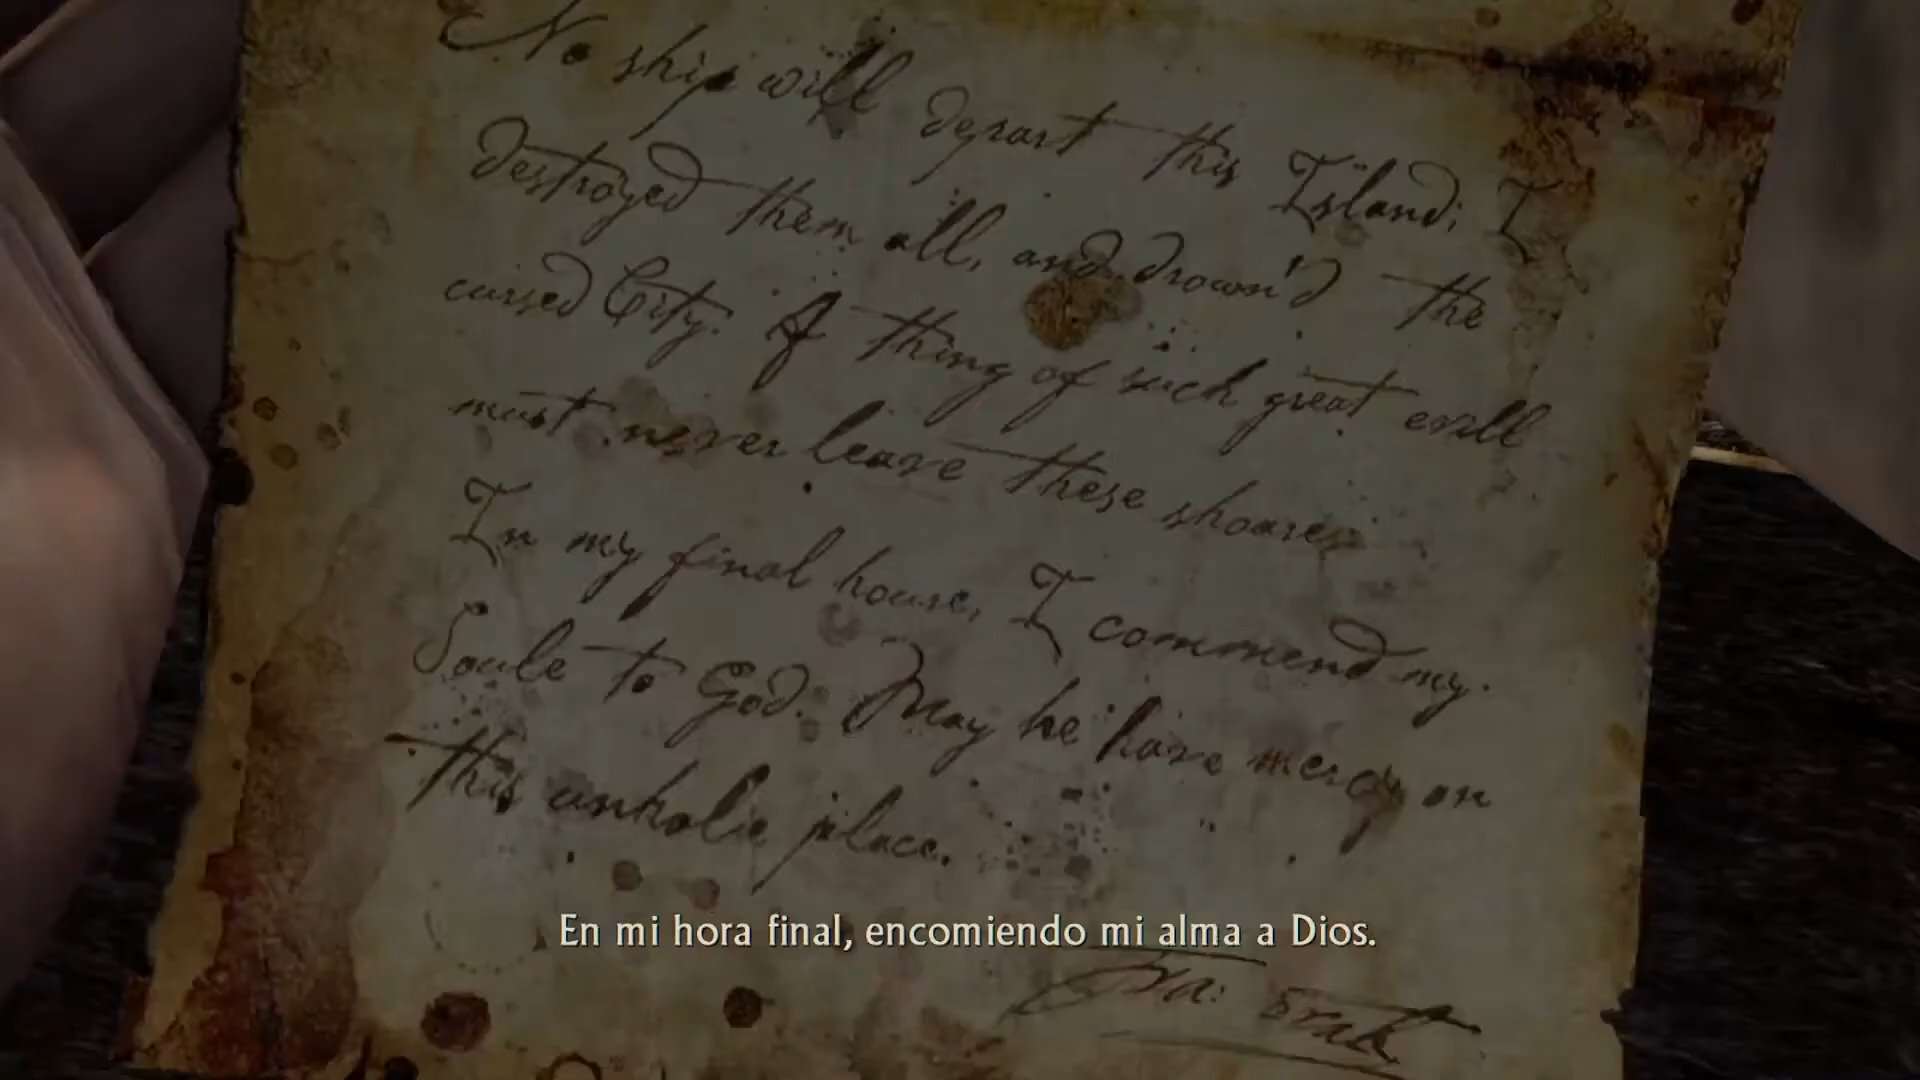 No ship will depart this Island; I
destroyed them all, and drown'd the
cursed City. A thing of such great evill
must never leave these shoares
In my final houre, I commend my
Soule to God. May he have mercy on
this unholie place.
En mi hora final, encomiendo mi alma a Dios.
Fra: Drak